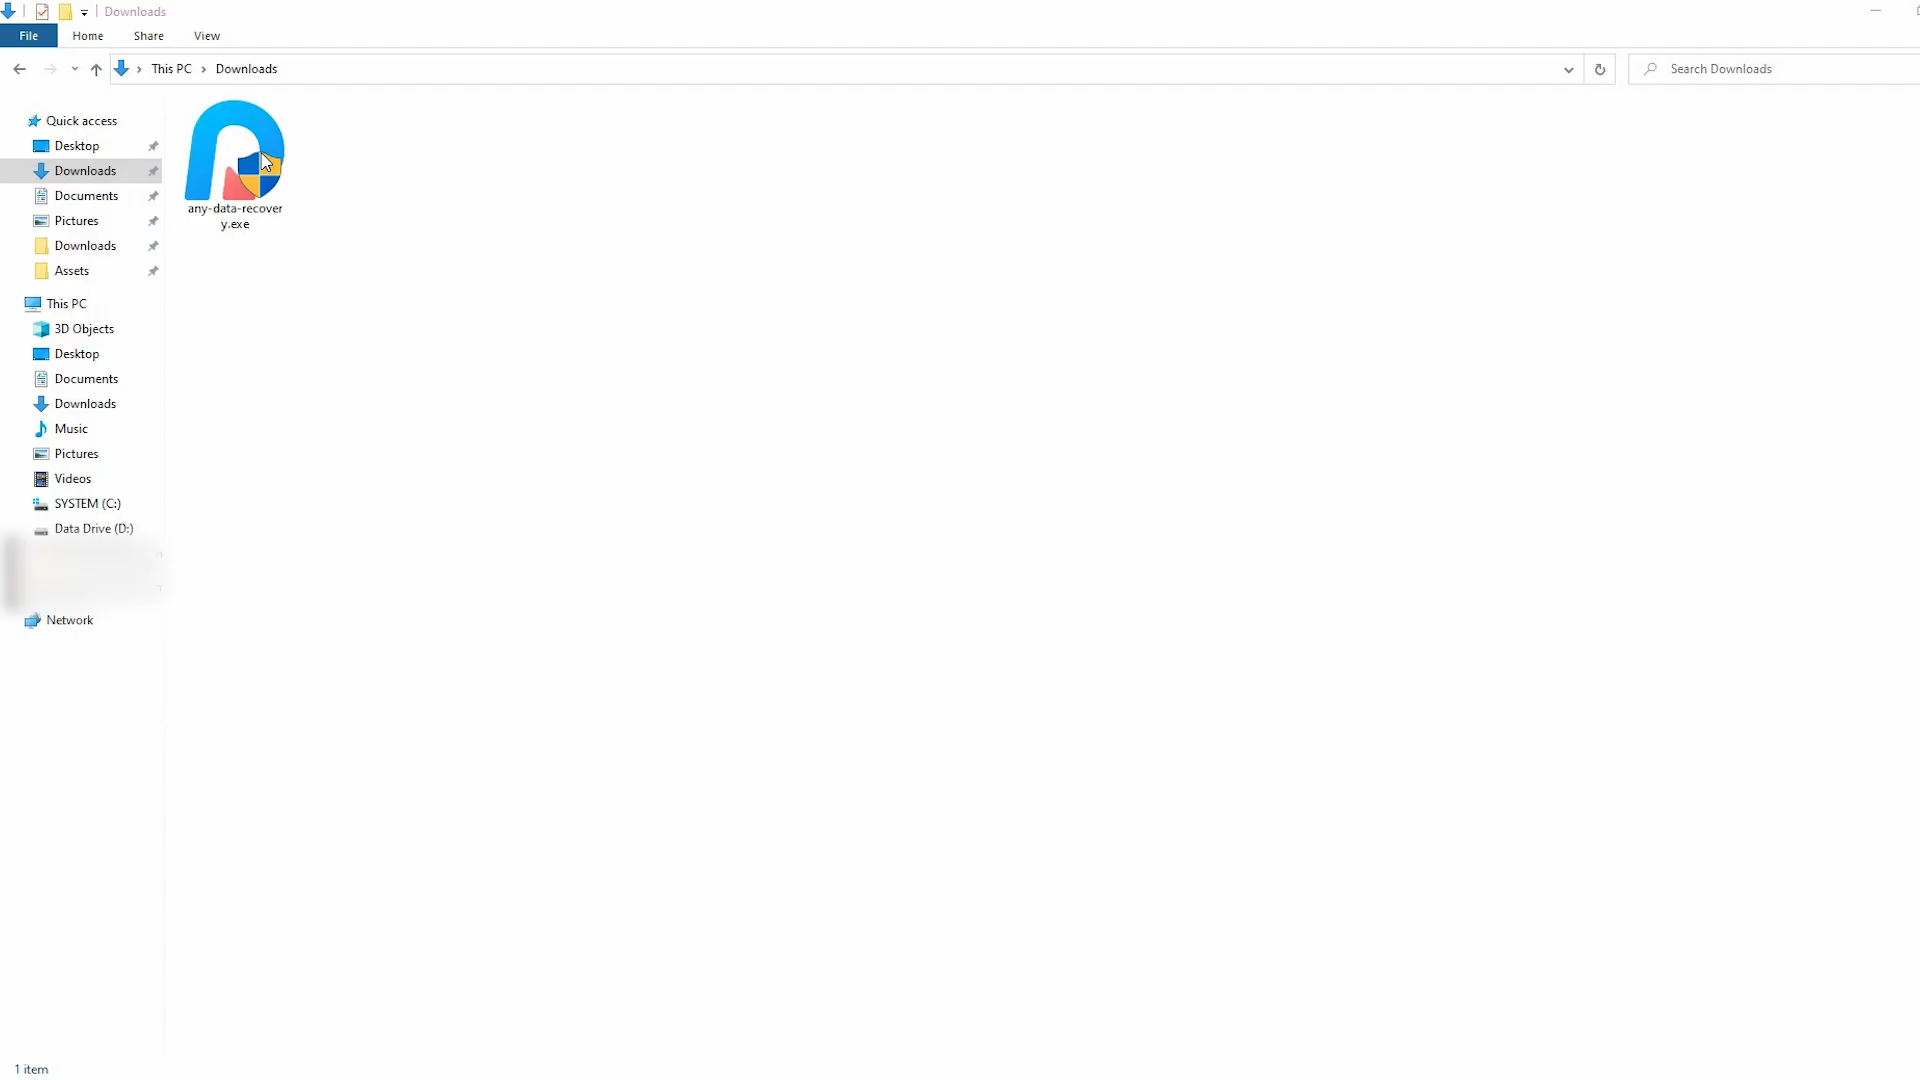 Downloads
File Home Share View
This PC Downloads
Search Downloads
Quick access
Desktop
Downloads
Documents
Pictures
Downloads
Assets
This PC
3D Objects
Desktop
Documents
Downloads
Music
Pictures
Videos
SYSTEM (C:)
Data Drive (D:)
Network
any-data-recover
y.exe
1 item